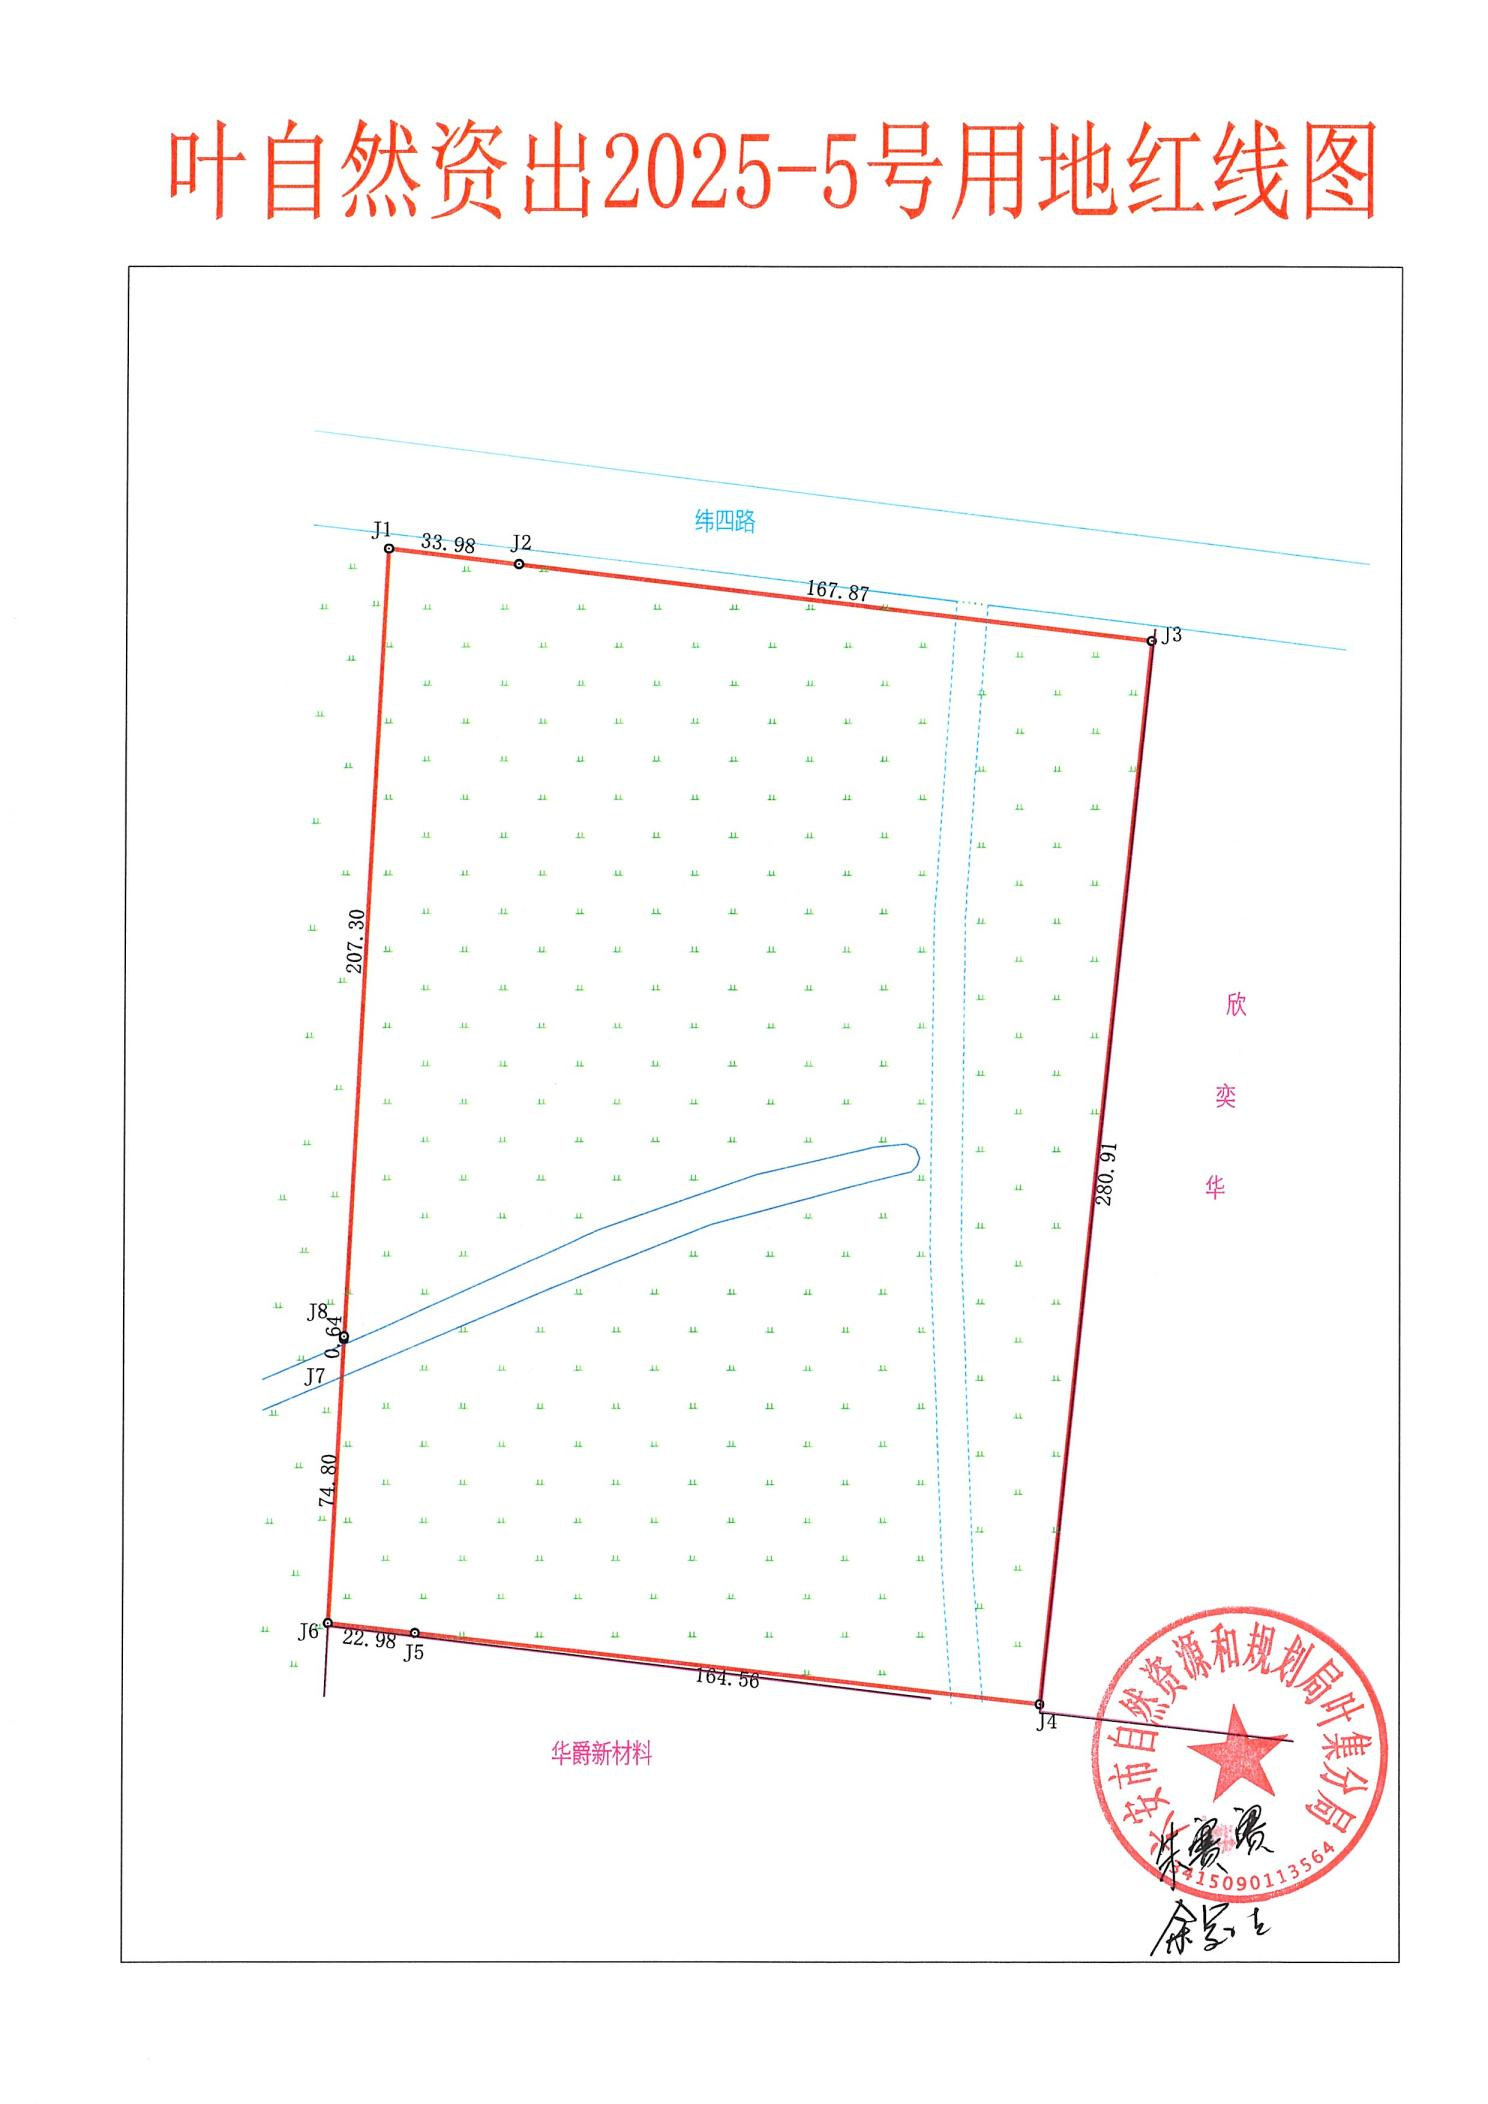 叶自然资出2025-5号用地红线图
纬四路
J1
33.98
J2
167.87
J3
207.30
欣
奕
华
280.91
J8
0.64
J7
74.80
J6
22.98
J5
164.56
J4
华爵新材料
六安市自然资源和规划局叶集分局
3415090113564